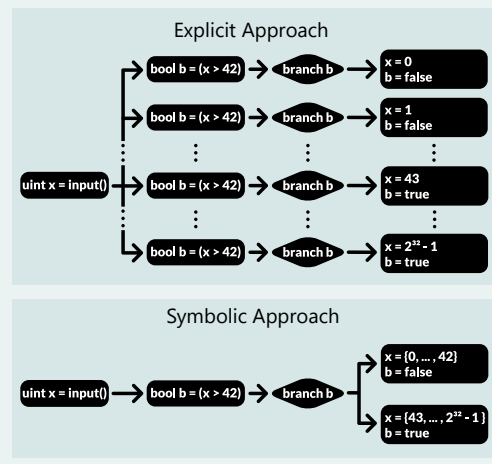 Explicit Approach
bool b = (x > 42)
branch b
x = 0
b = false
bool b = (x > 42)
branch b
x = 1
b = false
uint x = input()
bool b = (x > 42)
branch b
x = 43
b = true
bool b = (x > 42)
branch b
x = 2³² - 1
b = true
Symbolic Approach
uint x = input()
bool b = (x > 42)
branch b
x = {0, ... , 42}
b = false
x = {43, ... , 2³² - 1}
b = true